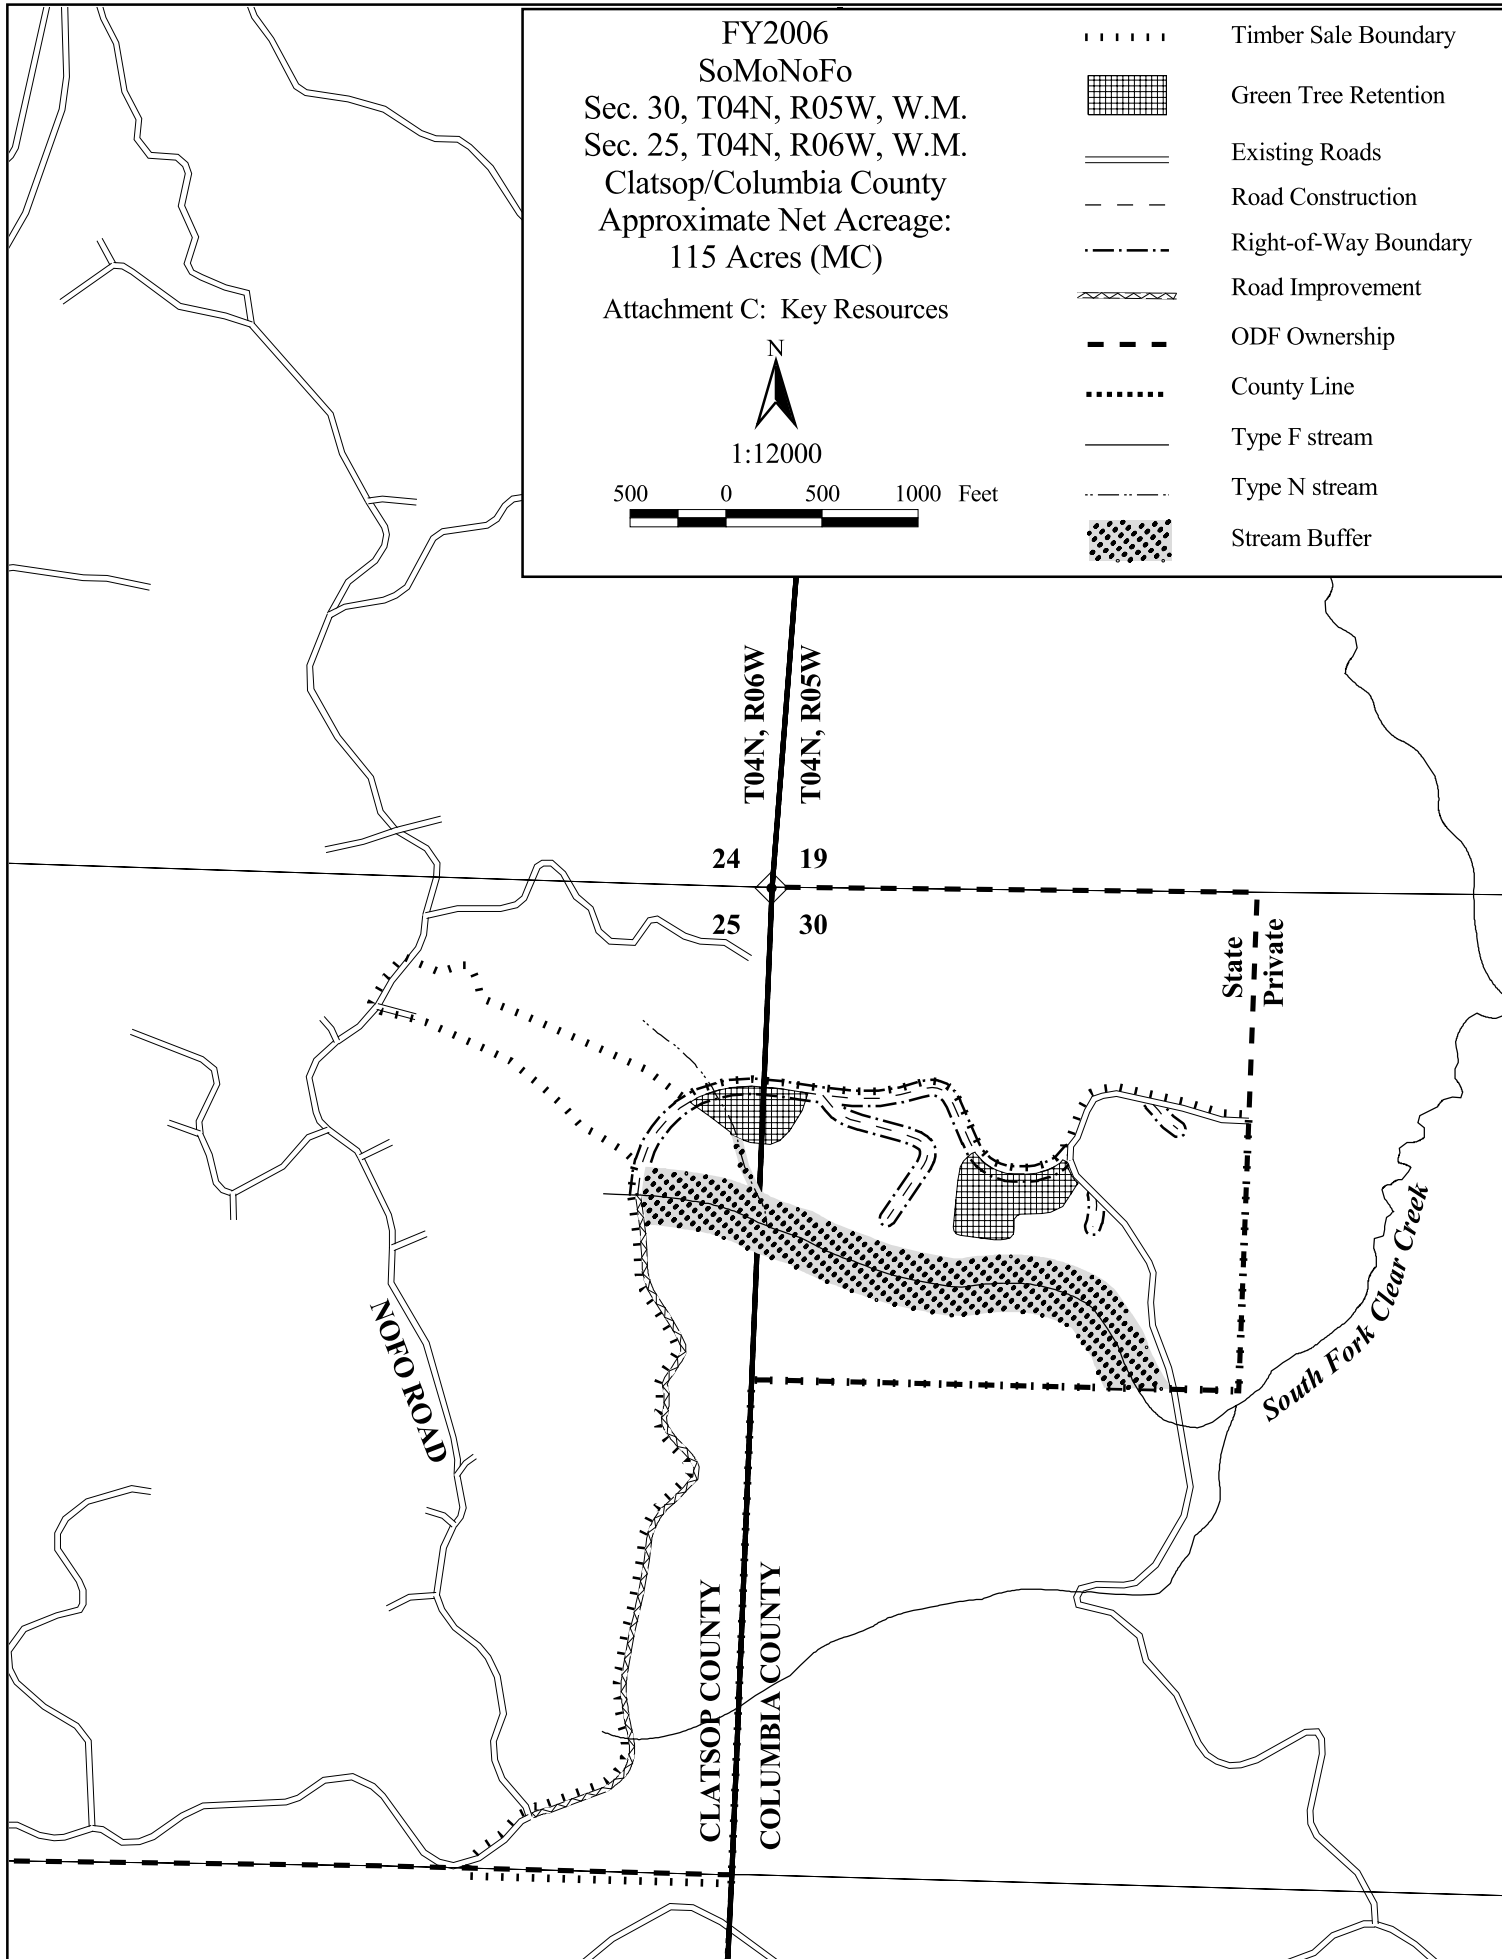 FY2006
SoMoNoFo
Sec. 30, T04N, R05W, W.M.
Sec. 25, T04N, R06W, W.M.
Clatsop/Columbia County
Approximate Net Acreage:
115 Acres (MC)
Attachment C: Key Resources
N
1:12000
500 0 500 1000 Feet
Timber Sale Boundary
Green Tree Retention
Existing Roads
Road Construction
Right-of-Way Boundary
Road Improvement
ODF Ownership
County Line
Type F stream
Type N stream
Stream Buffer
T04N, R06W
T04N, R05W
24 19
25 30
State
Private
NOFO ROAD
South Fork Clear Creek
CLATSOP COUNTY
COLUMBIA COUNTY